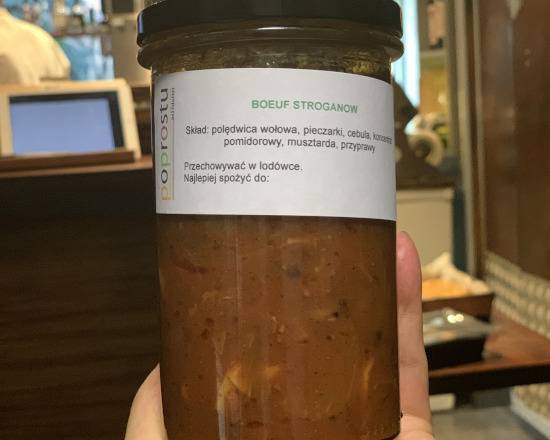 poprostu
BOEUF STROGANOW
Skład: polędwica wołowa, pieczarki, cebula, koncentrat
pomidorowy, musztarda, przyprawy
Przechowywać w lodówce.
Najlepiej spożyć do: